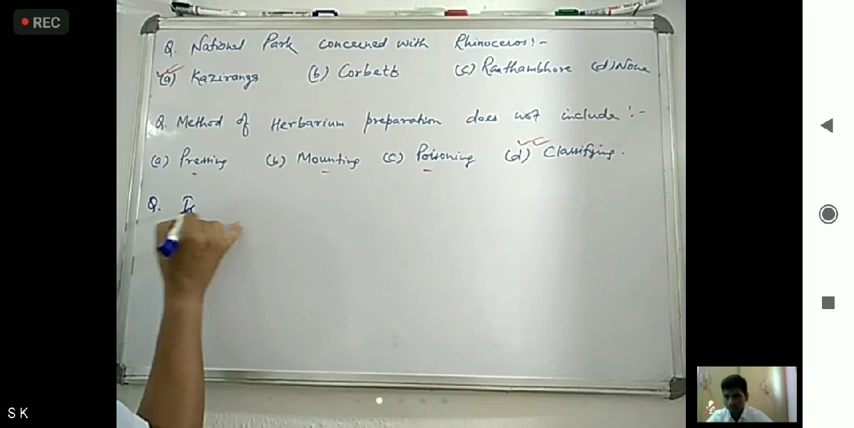 REC
Q. National Park concerned with Rhinoceros:-
(a) Kaziranga (b) Corbett (c) Ranthambhore (d) None
Q. Method of Herbarium preparation does not include:-
(a) Pressing (b) Mounting (c) Poisoning (d) Classifying.
Q. I
S K